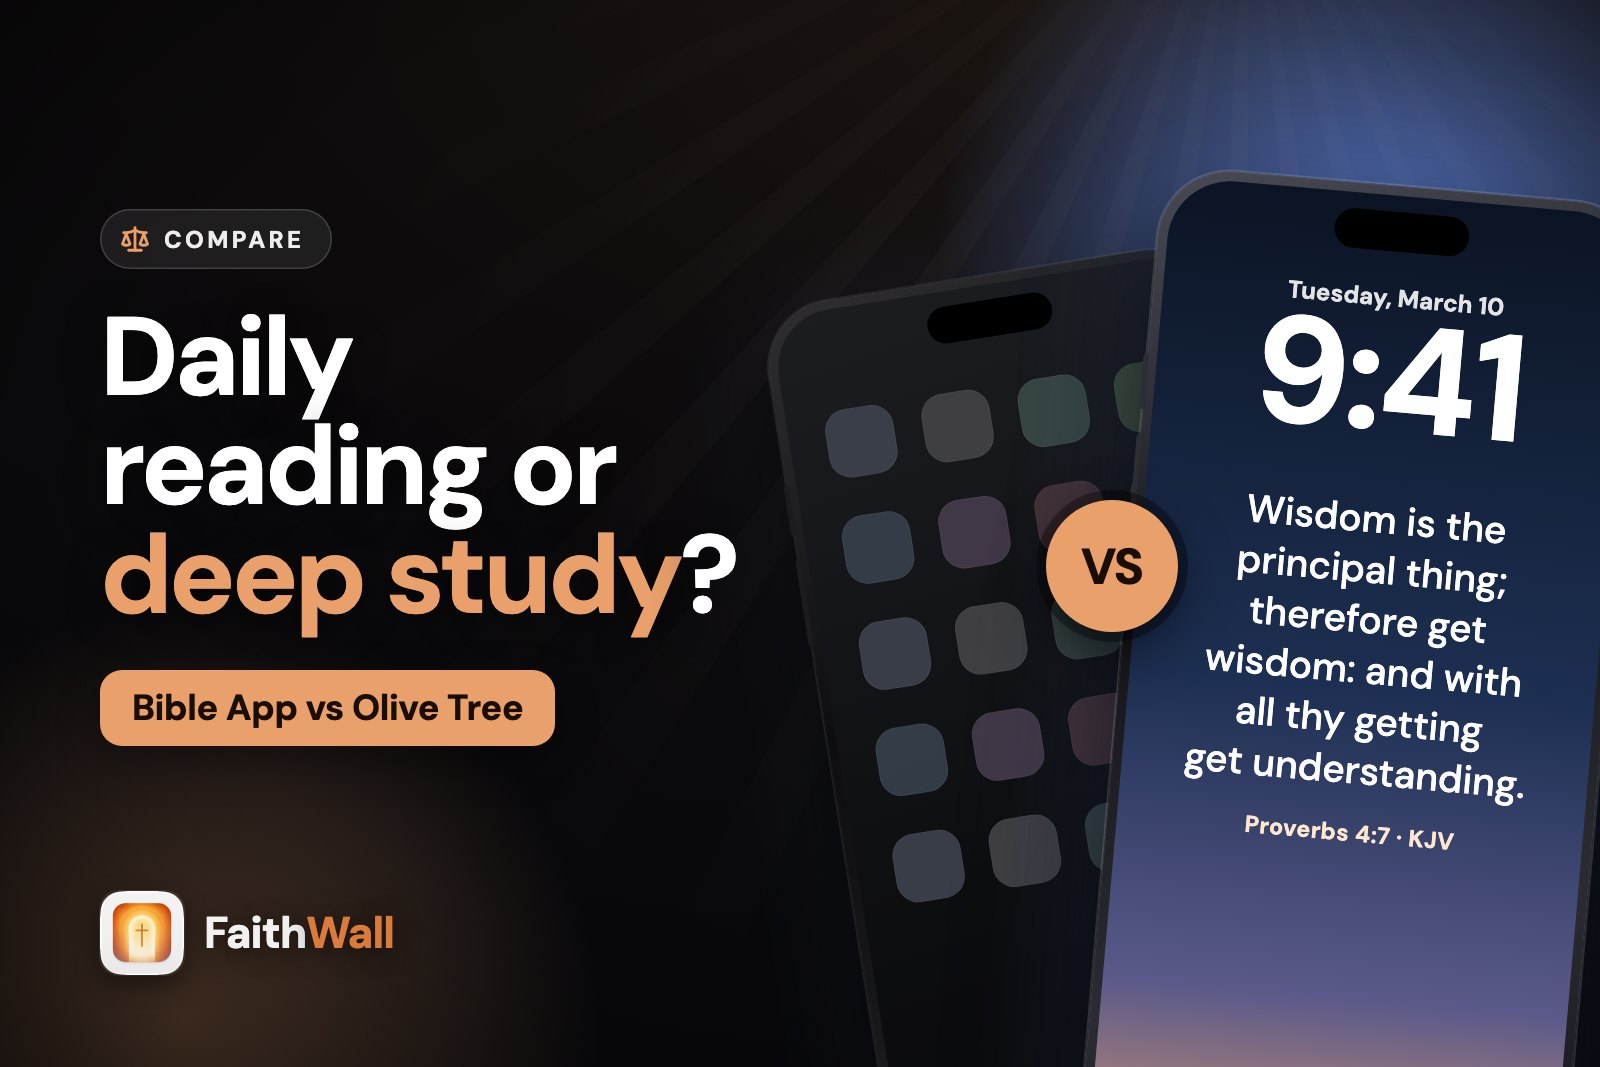 COMPARE
Daily
reading or
deep study?
Bible App vs Olive Tree
FaithWall
VS
Tuesday, March 10
9:41
Wisdom is the
principal thing;
therefore get
wisdom: and with
all thy getting
get understanding.
Proverbs 4:7 · KJV